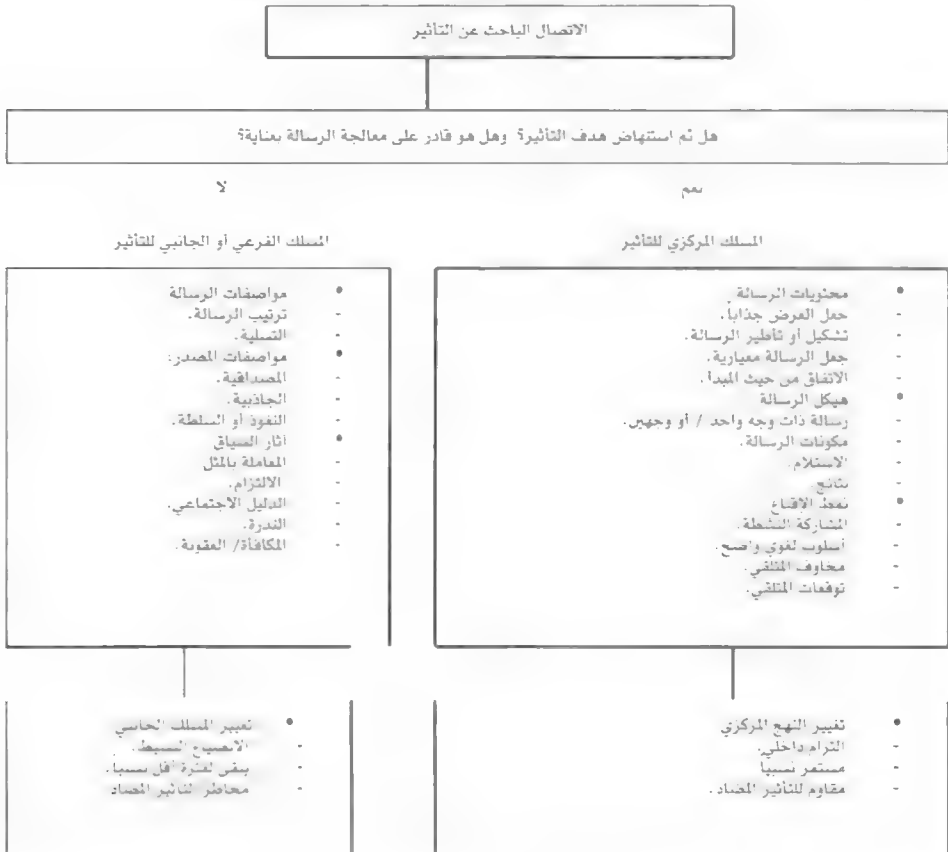 الاتصال الباحث عن التأثير
هل تم استنهاض هدف التأثير؟ وهل هو قادر على معالجة الرسالة بعناية؟
نعم
لا
المسلك المركزي للتأثير
• محتويات الرسالة
- جعل العرض جذاباً.
- تشكيل أو تأطير الرسالة.
- جعل الرسالة معيارية.
- الاتفاق من حيث المبدأ.
• هيكل الرسالة
- رسالة ذات وجه واحد / أو وجهين.
- مكونات الرسالة.
- الاستلام.
- نتائج.
• نمط الإقناع
- المشاركة النشطة.
- أسلوب لغوي واضح.
- مخاوف المتلقي.
- توقعات المتلقي.
• تغيير النهج المركزي
- التزام داخلي.
- مستمر نسبيا
- مقاوم للتأثير المضاد.
المسلك الفرعي أو الجانبي للتأثير
• مواصفات الرسالة
- ترتيب الرسالة.
- التسلية.
• مواصفات المصدر:
- المصداقية.
- الجاذبية.
- النفوذ أو السلطة.
• آثار السياق
- المعاملة بالمثل
- الالتزام.
- الدليل الاجتماعي.
- الندرة.
- المكافأة/ العقوبة.
• تغيير المسلك الجانبي
- البسيط.
- يبقى لفترة أقل نسبيا.
- مخاطر التأثير المضاد